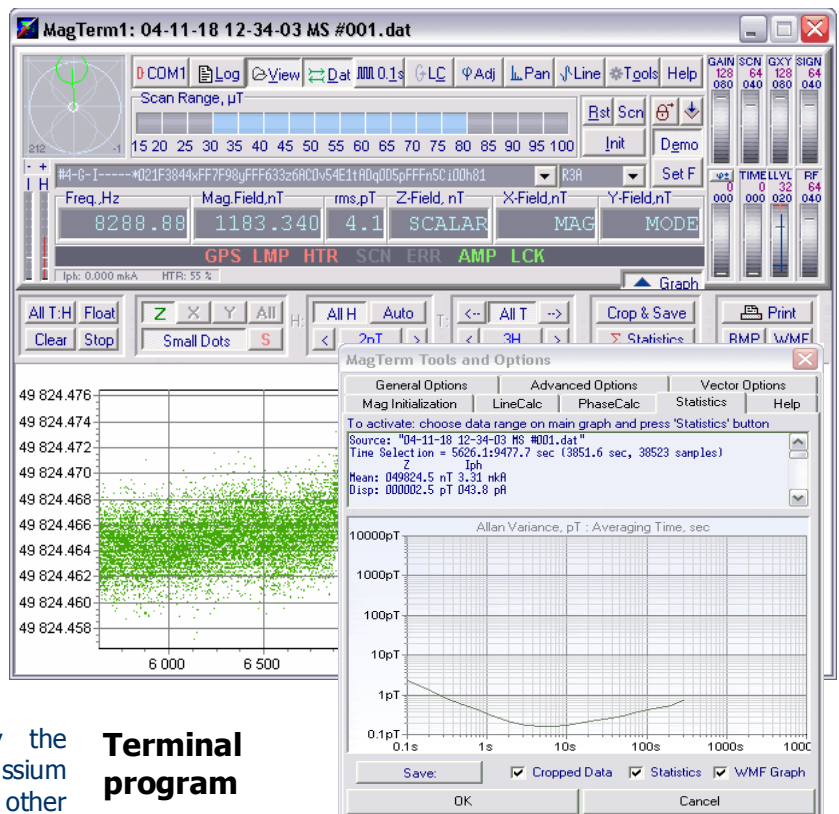 MagTerm1: 04-11-18 12-34-03 MS #001.dat
COM1 Log View Dat 0.1s LC φAdj Pan Line Tools Help
GAIN SCN GXY SIGN
128 64 128 64
080 040 080 040
Scan Range, μT
Rst Scn
15 20 25 30 35 40 45 50 55 60 65 70 75 80 85 90 95 100
Init Demo
212 -1
- +
I H
R3A
Set F
TIME LLVL RF
0 0 32 64
000 000 020 040
Freq.,Hz Mag.Field,nT rms,pT Z-Field, nT X-Field,nT Y-Field,nT
8288.88 1183.340 4.1 SCALAR MAG MODE
GPS LMP HTR SCN ERR AMP LCK
Iph: 0.000 mkA HTR: 55 %
Graph
All T:H Float Z X Y All H: All H Auto T: <-- All T --> Crop & Save Print
Clear Stop Small Dots S < 2nT > < 3H > Σ Statistics BMP WMF
49 824.476
49 824.474
49 824.472
49 824.470
49 824.468
49 824.466
49 824.464
49 824.462
49 824.460
49 824.458
6 000 6 500
MagTerm Tools and Options
General Options Advanced Options Vector Options
Mag Initialization LineCalc PhaseCalc Statistics Help
To activate: choose data range on main graph and press 'Statistics' button
Source: "04-11-18 12-34-03 MS #001.dat"
Time Selection = 5626.1:9477.7 sec (3851.6 sec, 38523 samples)
Z Iph
Mean: 049824.5 nT 3.31 mkA
Disp: 000002.5 pT 043.8 pA
Allan Variance, pT : Averaging Time, sec
10000pT
1000pT
100pT
10pT
1pT
0.1pT
0.1s 1s 10s 100s 1000s 1000
Save: Cropped Data Statistics WMF Graph
OK Cancel
the
ssium
other
Terminal
program